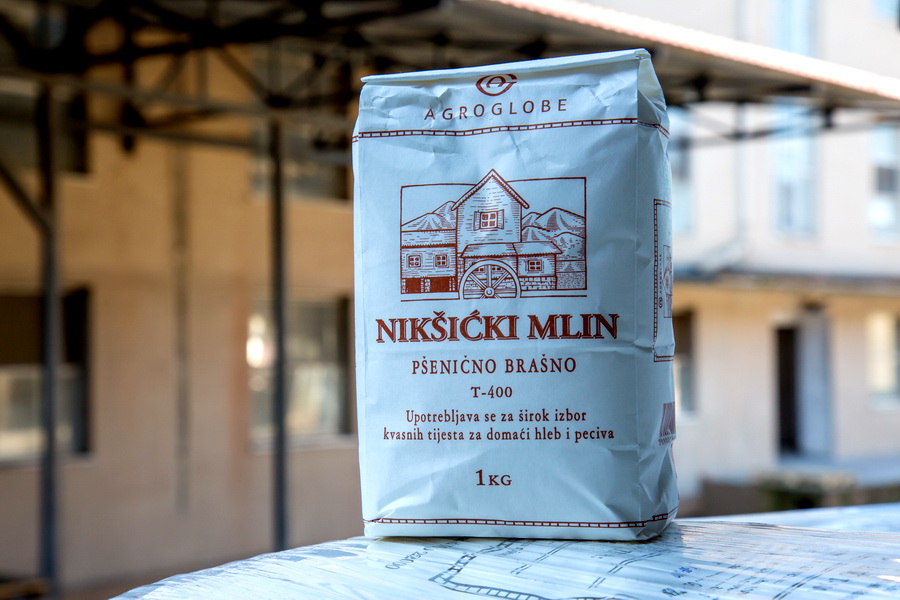 AGROGLOBE
NIKŠIĆKI MLIN
PŠENIČNO BRAŠNO
T-400
Upotrebljava se za širok izbor
kvasnih tijesta za domaći hleb i peciva
1KG